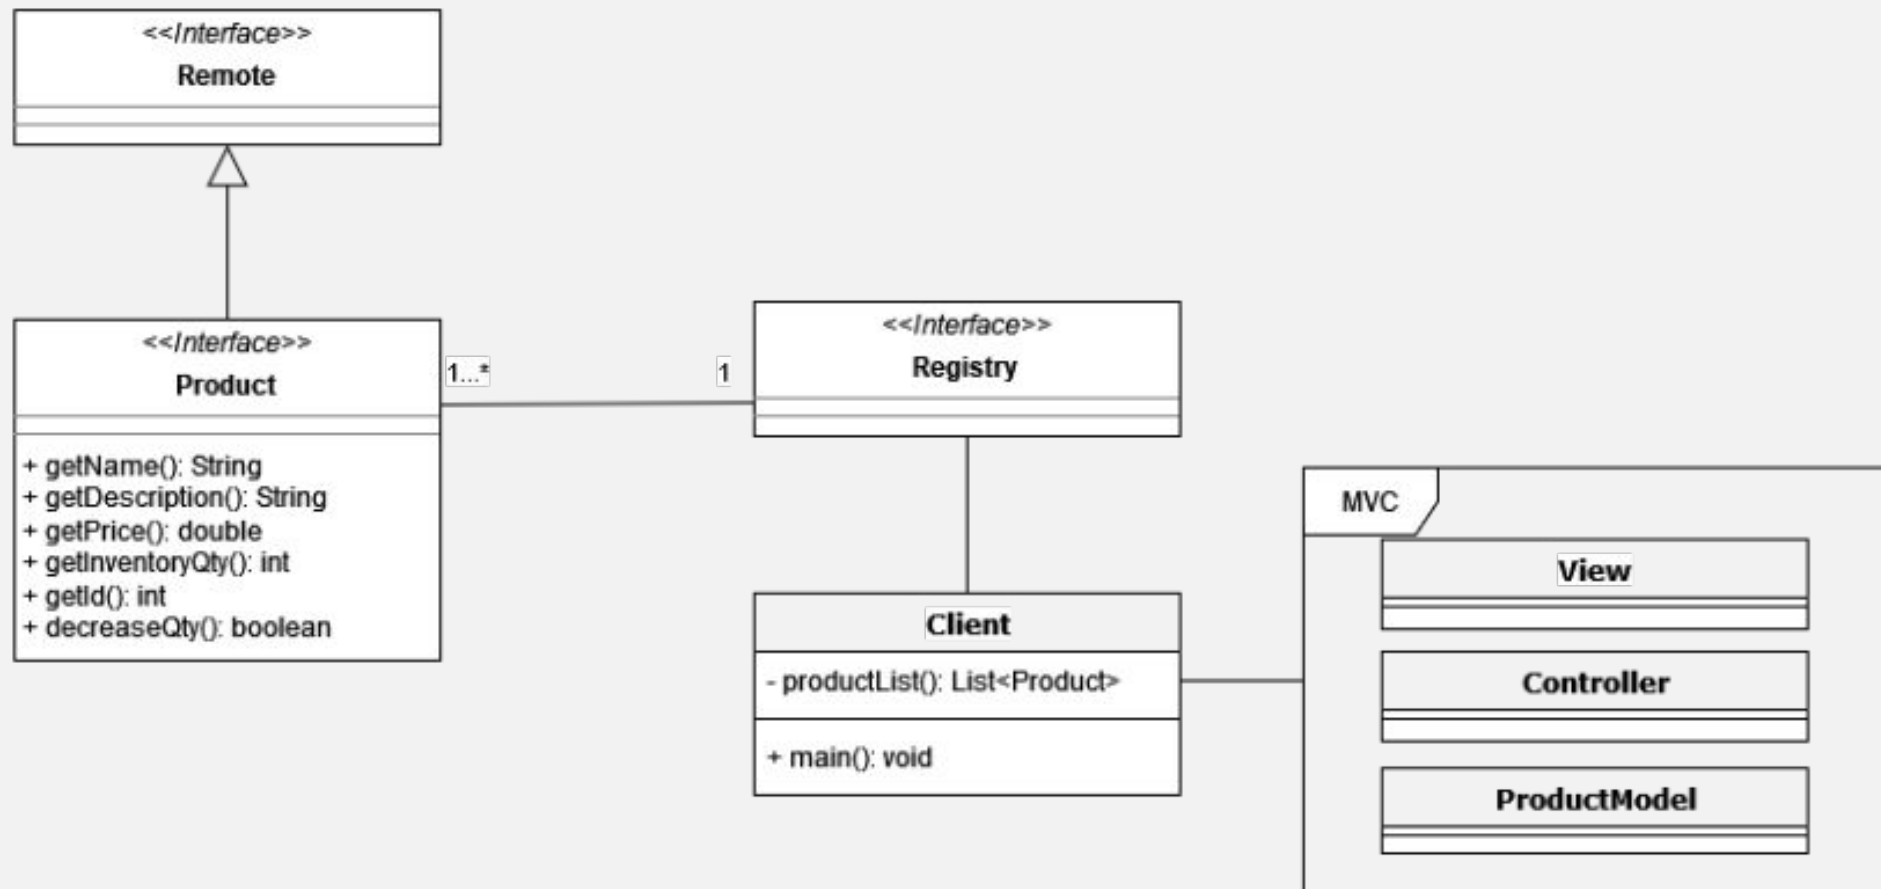 <<Interface>>
Remote
<<Interface>>
Product
+ getName(): String
+ getDescription(): String
+ getPrice(): double
+ getInventoryQty(): int
+ getId(): int
+ decreaseQty(): boolean
1...*
1
<<Interface>>
Registry
Client
- productList(): List<Product>
+ main(): void
MVC
View
Controller
ProductModel